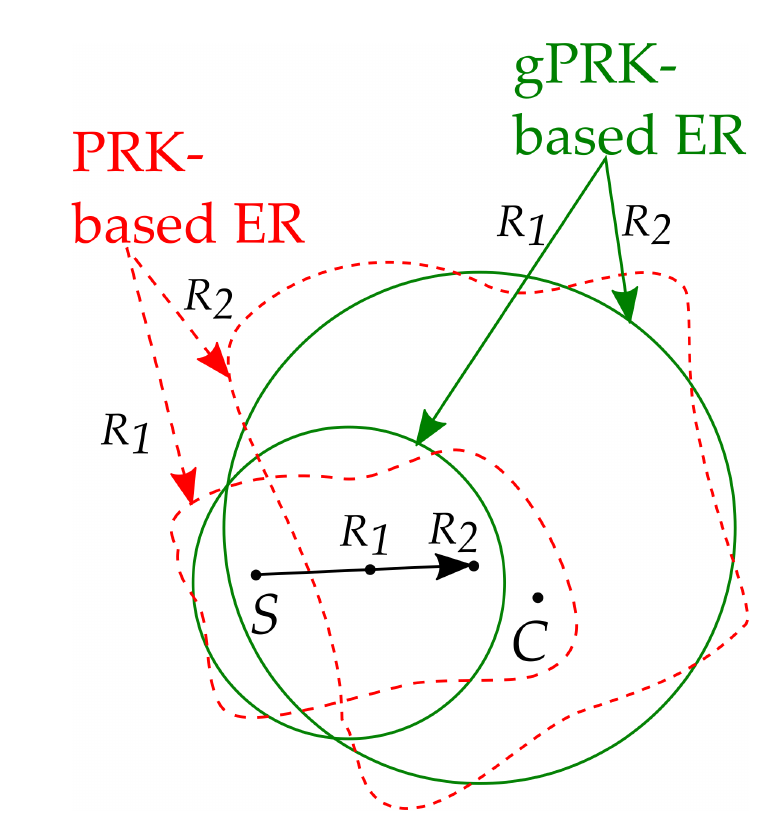 gPRK-
based ER
PRK-
based ER
R1
R2
R2
R1
R1
R2
S
C